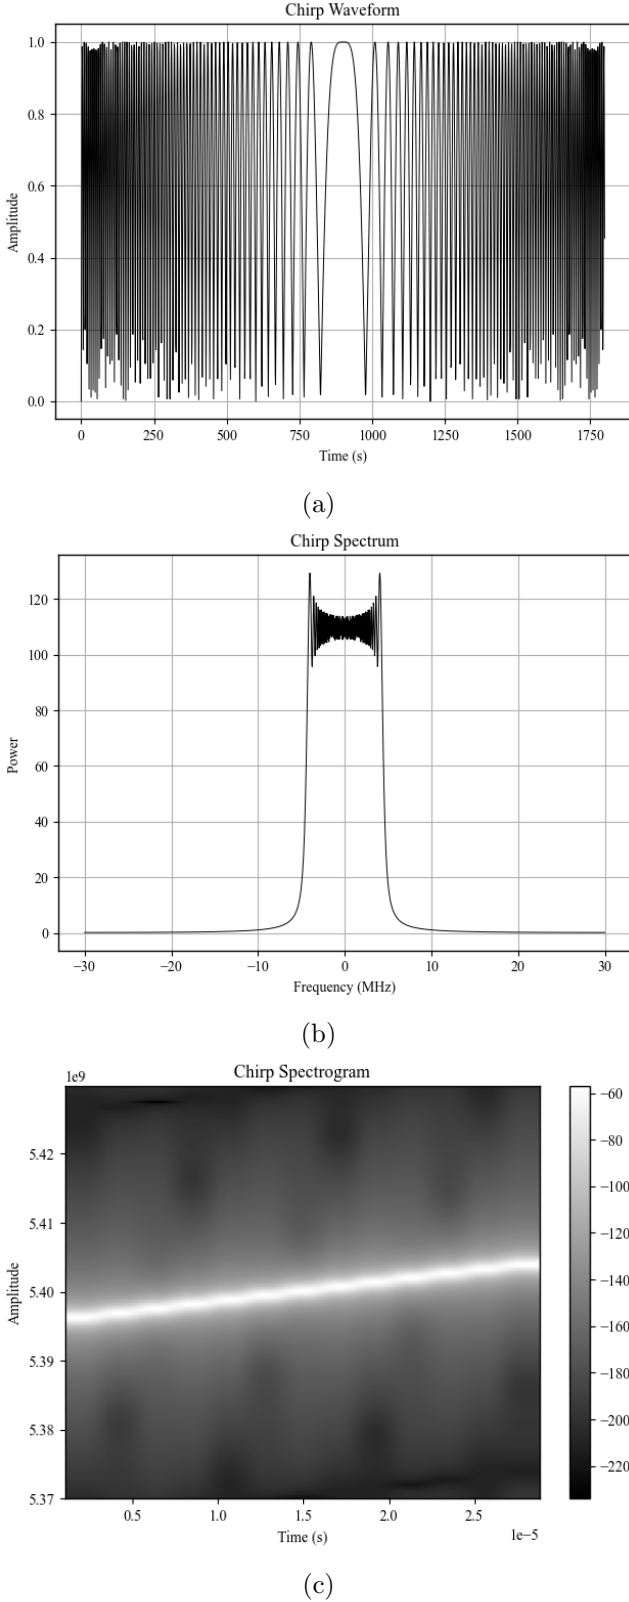 Chirp Waveform
1.0
0.8
0.6
0.4
0.2
0.0
Amplitude
0 250 500 750 1000 1250 1500 1750
Time (s)
(a)
Chirp Spectrum
120
100
80
60
40
20
0
Power
−30 −20 −10 0 10 20 30
Frequency (MHz)
(b)
Chirp Spectrogram
1e9
5.42
5.41
5.40
5.39
5.38
5.37
Amplitude
0.5 1.0 1.5 2.0 2.5
Time (s)
1e−5
−60
−80
−100
−120
−140
−160
−180
−200
−220
(c)